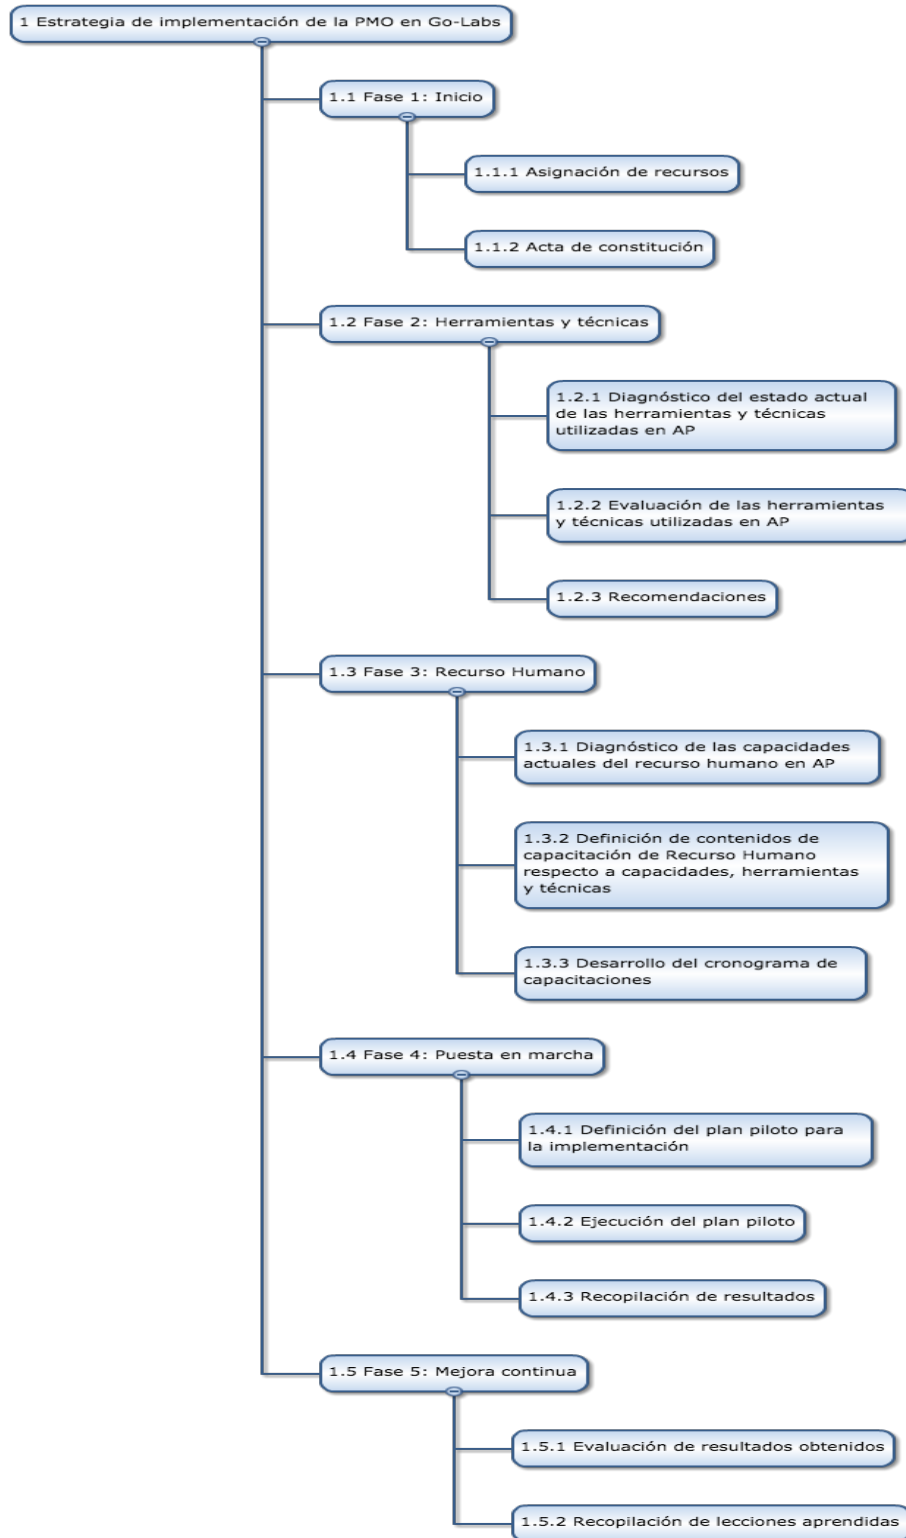 1 Estrategia de implementación de la PMO en Go-Labs
1.1 Fase 1: Inicio
1.1.1 Asignación de recursos
1.1.2 Acta de constitución
1.2 Fase 2: Herramientas y técnicas
1.2.1 Diagnóstico del estado actual
de las herramientas y técnicas
utilizadas en AP
1.2.2 Evaluación de las herramientas
y técnicas utilizadas en AP
1.2.3 Recomendaciones
1.3 Fase 3: Recurso Humano
1.3.1 Diagnóstico de las capacidades
actuales del recurso humano en AP
1.3.2 Definición de contenidos de
capacitación de Recurso Humano
respecto a capacidades, herramientas
y técnicas
1.3.3 Desarrollo del cronograma de
capacitaciones
1.4 Fase 4: Puesta en marcha
1.4.1 Definición del plan piloto para
la implementación
1.4.2 Ejecución del plan piloto
1.4.3 Recopilación de resultados
1.5 Fase 5: Mejora continua
1.5.1 Evaluación de resultados obtenidos
1.5.2 Recopilación de lecciones aprendidas